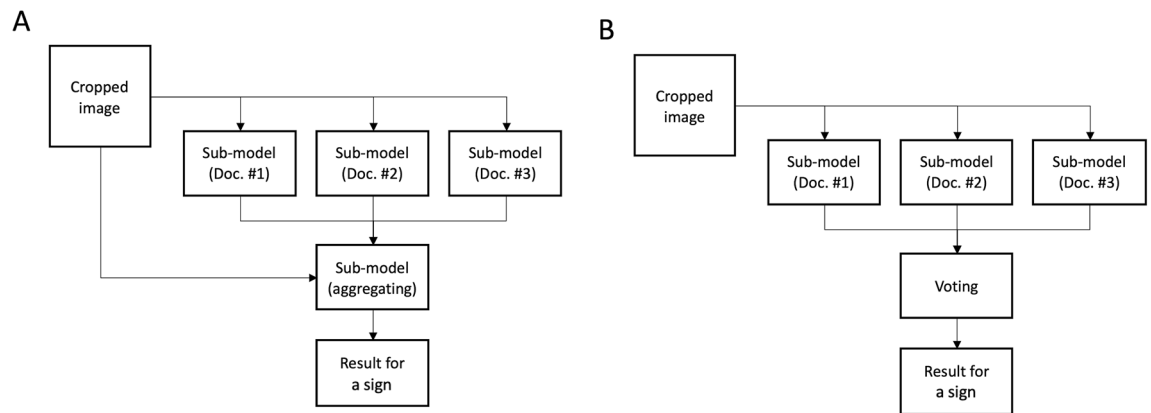 A
Cropped
image
Sub-model
(Doc. #1)
Sub-model
(Doc. #2)
Sub-model
(Doc. #3)
Sub-model
(aggregating)
Result for
a sign
B
Cropped
image
Sub-model
(Doc. #1)
Sub-model
(Doc. #2)
Sub-model
(Doc. #3)
Voting
Result for
a sign